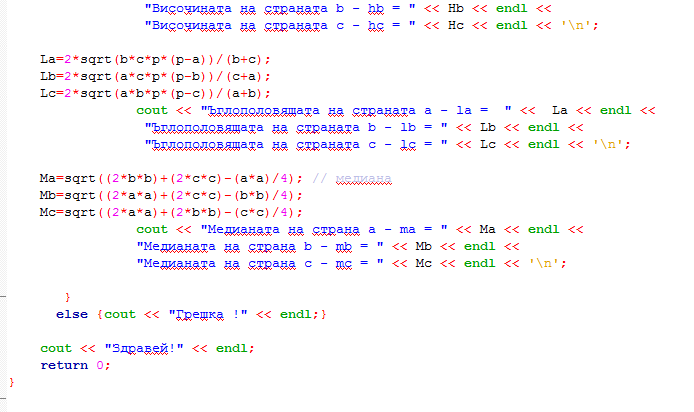 "Височината на страната b - hb = " << Hb << endl <<
"Височината на страната c - hc = " << Hc << endl << '\n';
La=2*sqrt(b*c*p*(p-a))/(b+c);
Lb=2*sqrt(a*c*p*(p-b))/(c+a);
Lc=2*sqrt(a*b*p*(p-c))/(a+b);
cout << "Ъглополовящата на страната a - la =  " <<  La << endl <<
"Ъглополовящата на страната b - lb = " << Lb << endl <<
"Ъглополовящата на страната c - lc = " << Lc << endl << '\n';
Ma=sqrt((2*b*b)+(2*c*c)-(a*a)/4); // медиана
Mb=sqrt((2*a*a)+(2*c*c)-(b*b)/4);
Mc=sqrt((2*a*a)+(2*b*b)-(c*c)/4);
cout << "Медианата на страна a - ma = " << Ma << endl <<
"Медианата на страна b - mb = " << Mb << endl <<
"Медианата на страна c - mc = " << Mc << endl << '\n';
}
else {cout << "Грешка !" << endl;}
cout << "Здравей!" << endl;
return 0;
}